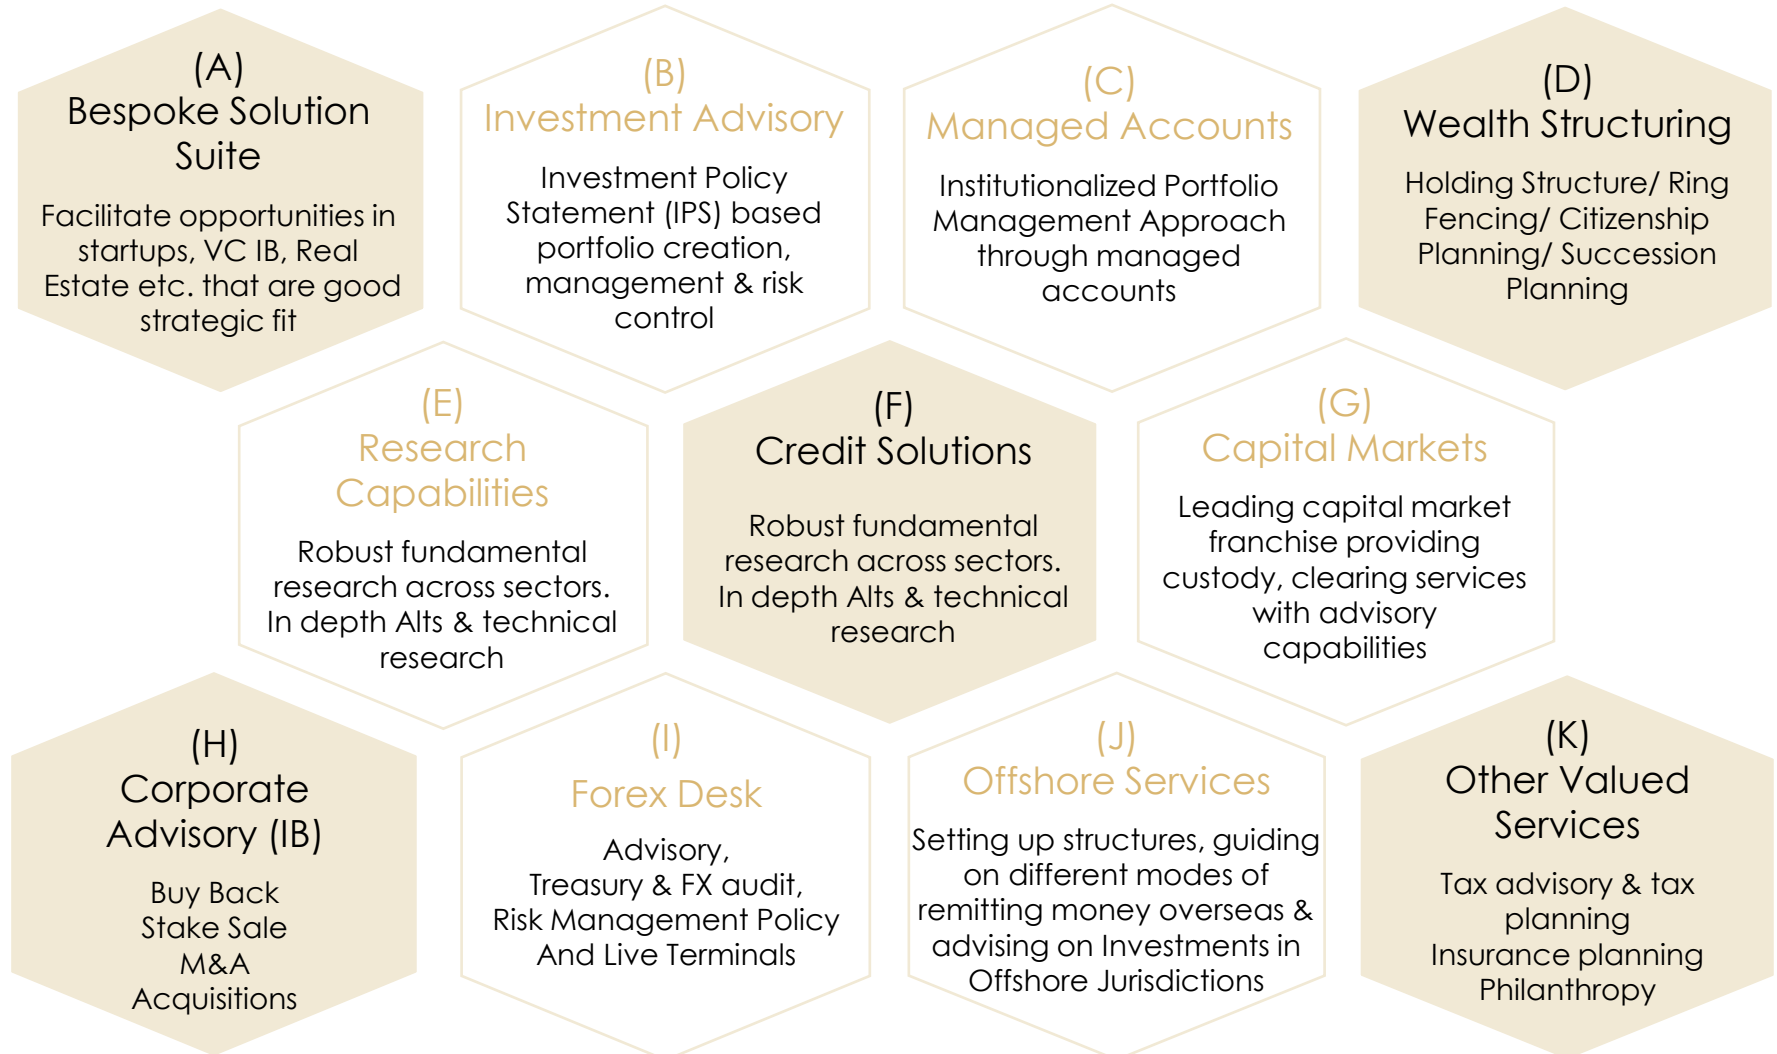 (A)
Bespoke Solution
Suite
Facilitate opportunities in
startups, VC IB, Real
Estate etc. that are good
strategic fit
(B)
Investment Advisory
Investment Policy
Statement (IPS) based
portfolio creation,
management & risk
control
(C)
Managed Accounts
Institutionalized Portfolio
Management Approach
through managed
accounts
(D)
Wealth Structuring
Holding Structure/ Ring
Fencing/ Citizenship
Planning/ Succession
Planning
(E)
Research
Capabilities
Robust fundamental
research across sectors.
In depth Alts & technical
research
(F)
Credit Solutions
Robust fundamental
research across sectors.
In depth Alts & technical
research
(G)
Capital Markets
Leading capital market
franchise providing
custody, clearing services
with advisory
capabilities
(H)
Corporate
Advisory (IB)
Buy Back
Stake Sale
M&A
Acquisitions
(I)
Forex Desk
Advisory,
Treasury & FX audit,
Risk Management Policy
And Live Terminals
(J)
Offshore Services
Setting up structures, guiding
on different modes of
remitting money overseas &
advising on Investments in
Offshore Jurisdictions
(K)
Other Valued
Services
Tax advisory & tax
planning
Insurance planning
Philanthropy